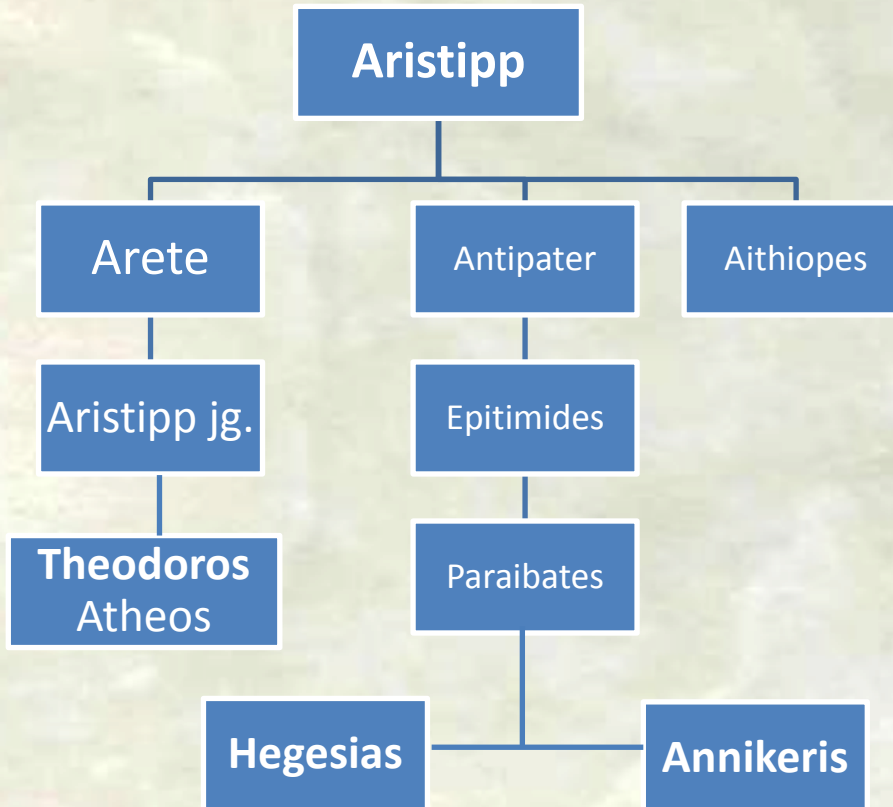 Aristipp
Arete
Antipater
Aithiopes
Aristipp jg.
Epitimides
Theodoros
Atheos
Paraibates
Hegesias
Annikeris